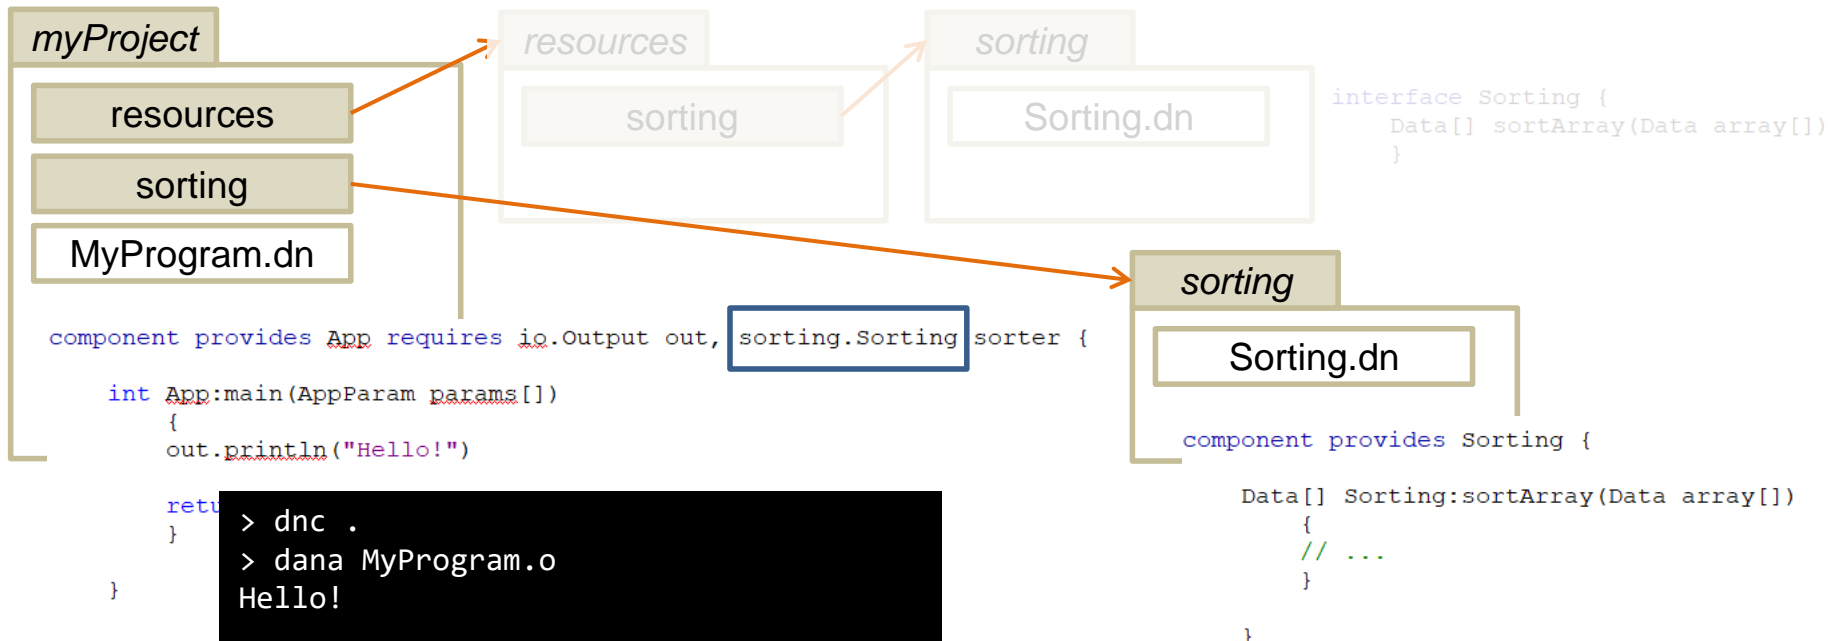 myProject
resources
sorting
MyProgram.dn
resources
sorting
sorting
Sorting.dn
interface Sorting {
Data[] sortArray(Data array[])
}
component provides App requires io.Output out, sorting.Sorting sorter {
int App:main(AppParam params[])
{
out.println("Hello!")
retu
}
}
> dnc .
> dana MyProgram.o
Hello!
sorting
Sorting.dn
component provides Sorting {
Data[] Sorting:sortArray(Data array[])
{
// ...
}
}